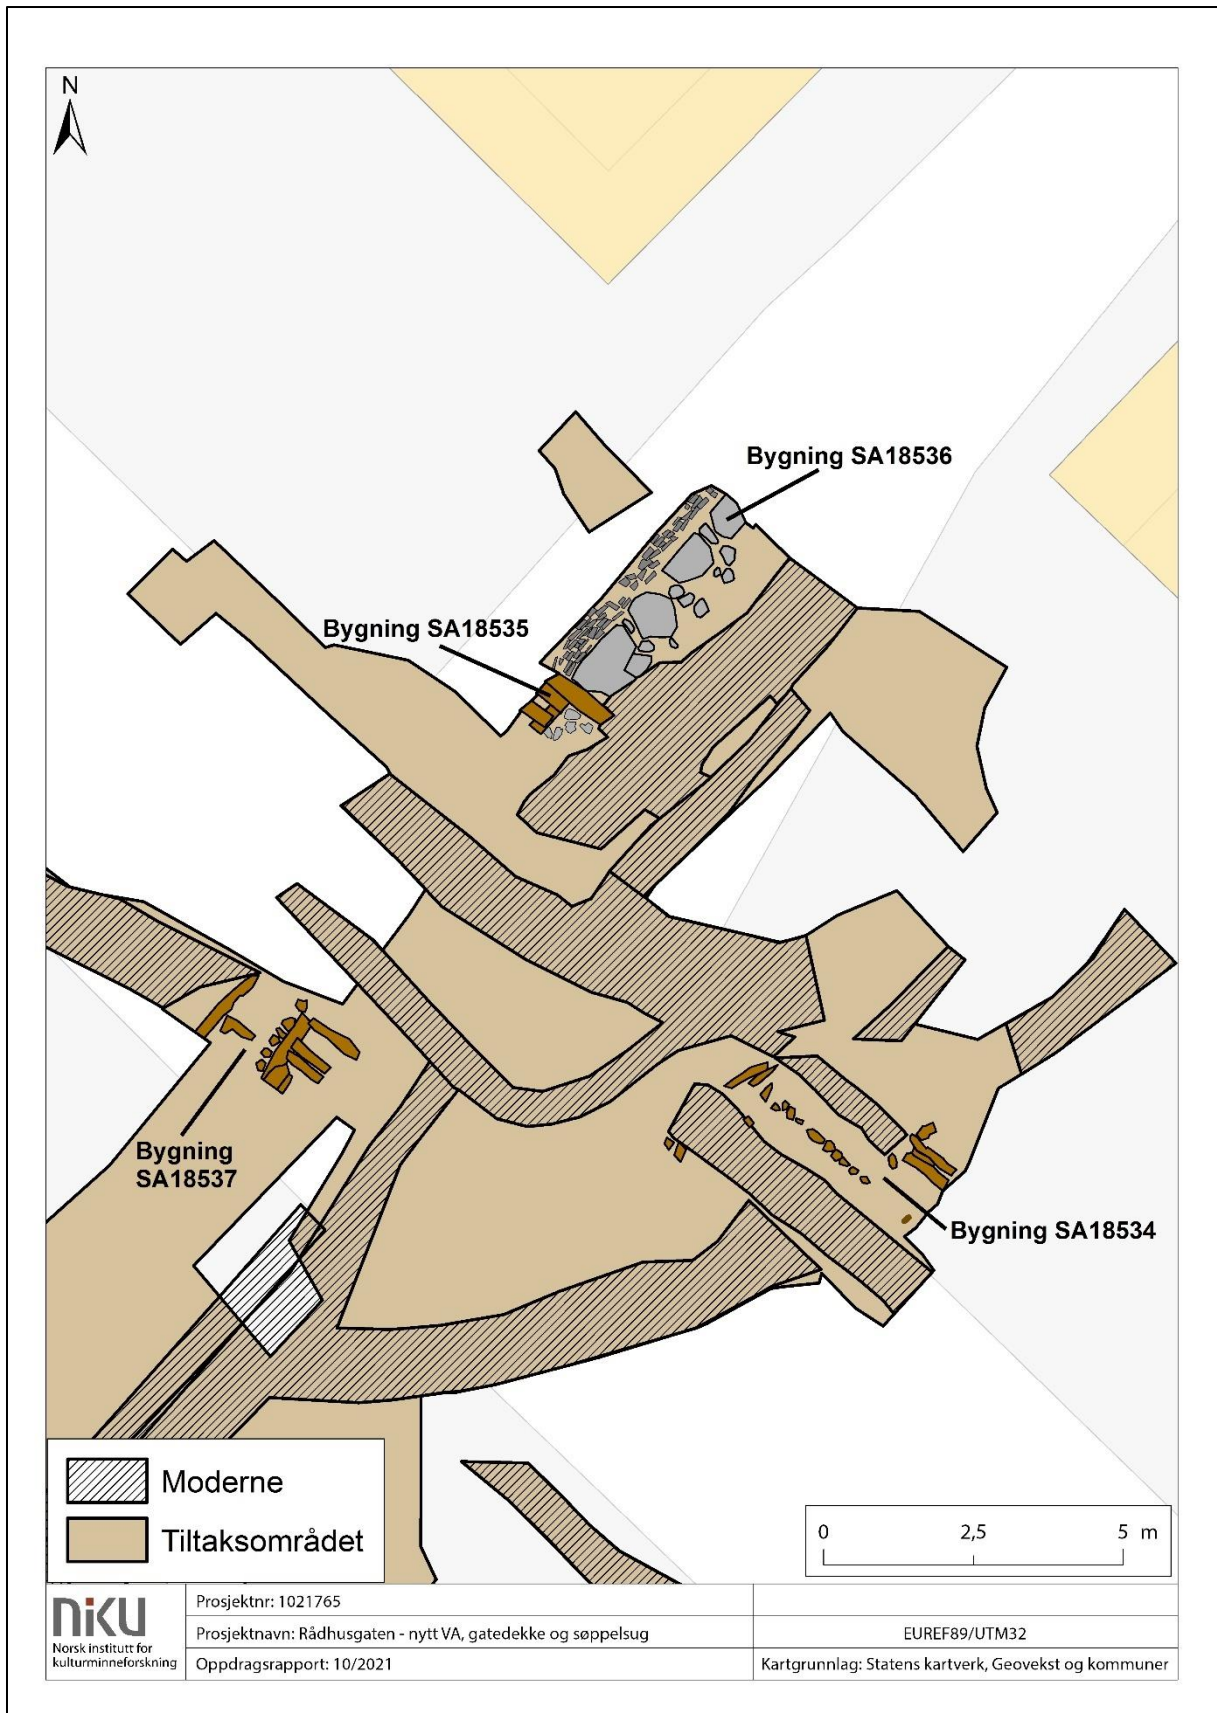 N
Bygning SA18536
Bygning SA18535
Bygning
SA18537
Bygning SA18534
Moderne
Tiltaksområdet
0 2,5 5 m
niku
Norsk institutt for
kulturminneforskning
Prosjektnr: 1021765
Prosjektnavn: Rådhusgaten - nytt VA, gatedekke og søppelsug
EUREF89/UTM32
Oppdragsrapport: 10/2021
Kartgrunnlag: Statens kartverk, Geovekst og kommuner